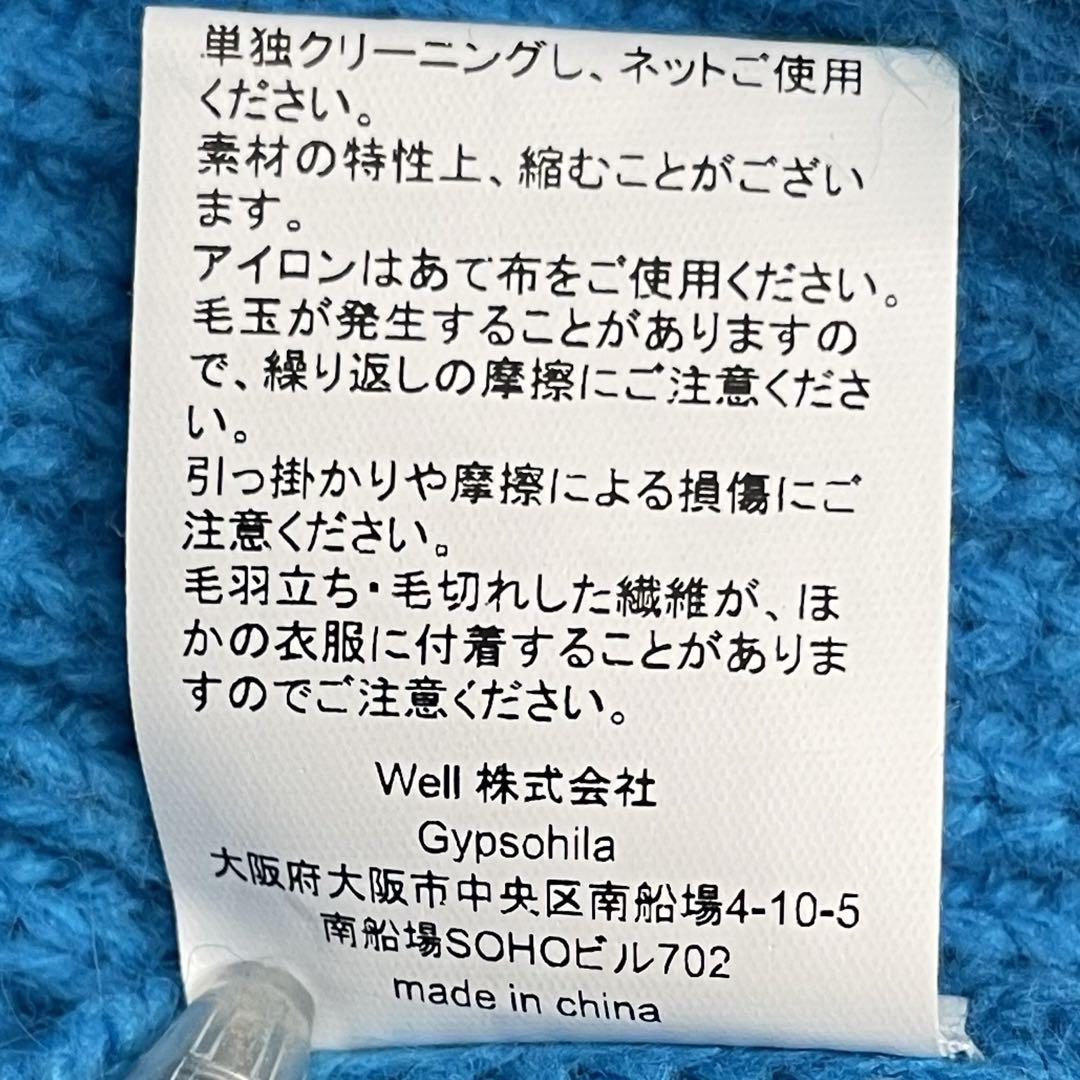 単独クリーニングし、ネットご使用
ください。
素材の特性上、縮むことがござい
ます。
アイロンはあて布をご使用ください。
毛玉が発生することがありますの
で、繰り返しの摩擦にご注意くださ
い。
引っ掛かりや摩擦による損傷にご
注意ください。
毛羽立ち・毛切れした繊維が、ほ
かの衣服に付着することがありま
すのでご注意ください。
Well 株式会社
Gypsohila
大阪府大阪市中央区南船場4-10-5
南船場SOHOビル702
made in china